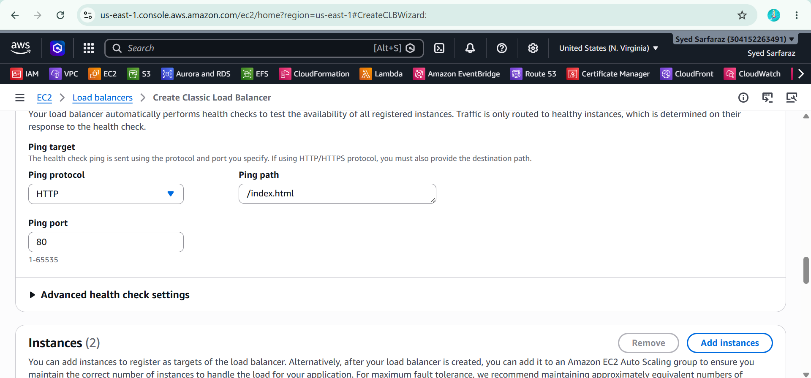 us-east-1.console.aws.amazon.com/ec2/home?region=us-east-1#CreateCLBWizard:
aws
Search [Alt+S]
United States (N. Virginia) ▼
Syed Sarfaraz (304152263491) ▼
Syed Sarfaraz
IAM VPC EC2 S3 Aurora and RDS EFS CloudFormation Lambda Amazon EventBridge Route 53 Certificate Manager CloudFront CloudWatch
EC2 > Load balancers > Create Classic Load Balancer
Your load balancer automatically performs health checks to test the availability of all registered instances. Traffic is only routed to healthy instances, which is determined on their
response to the health check.
Ping target
The health check ping is sent using the protocol and port you specify. If using HTTP/HTTPS protocol, you must also provide the destination path.
Ping protocol Ping path
HTTP /index.html
Ping port
80
1-65535
Advanced health check settings
Instances (2) Remove Add instances
You can add instances to register as targets of the load balancer. Alternatively, after your load balancer is created, you can add it to an Amazon EC2 Auto Scaling group to ensure you
maintain the correct number of instances to handle the load for your application. For maximum fault tolerance, we recommend maintaining approximately equivalent numbers of